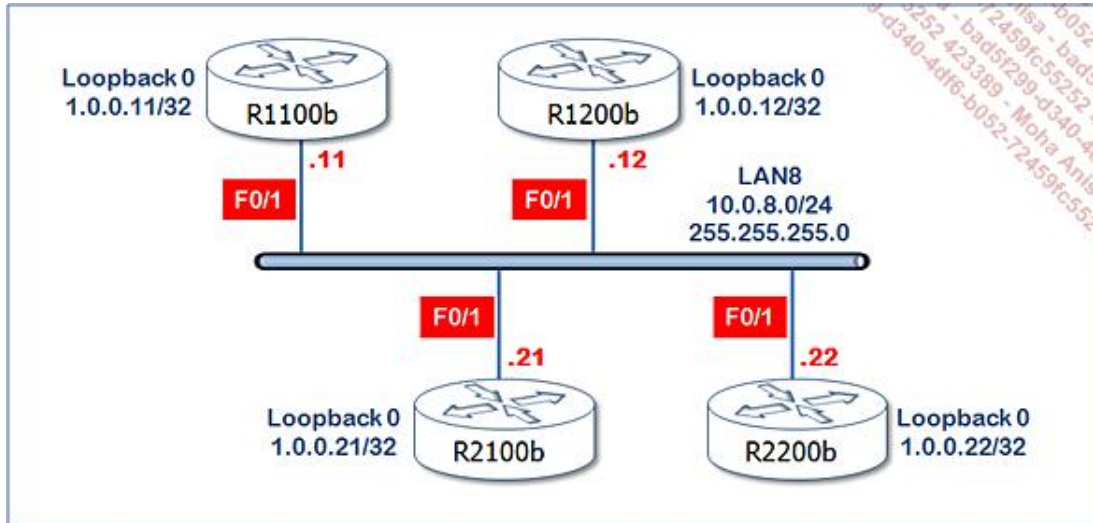 Loopback 0
1.0.0.11/32
R1100b
Loopback 0
1.0.0.12/32
R1200b
.11
.12
F0/1
F0/1
LAN8
10.0.8.0/24
255.255.255.0
F0/1
F0/1
.21
.22
Loopback 0
1.0.0.21/32
R2100b
Loopback 0
1.0.0.22/32
R2200b